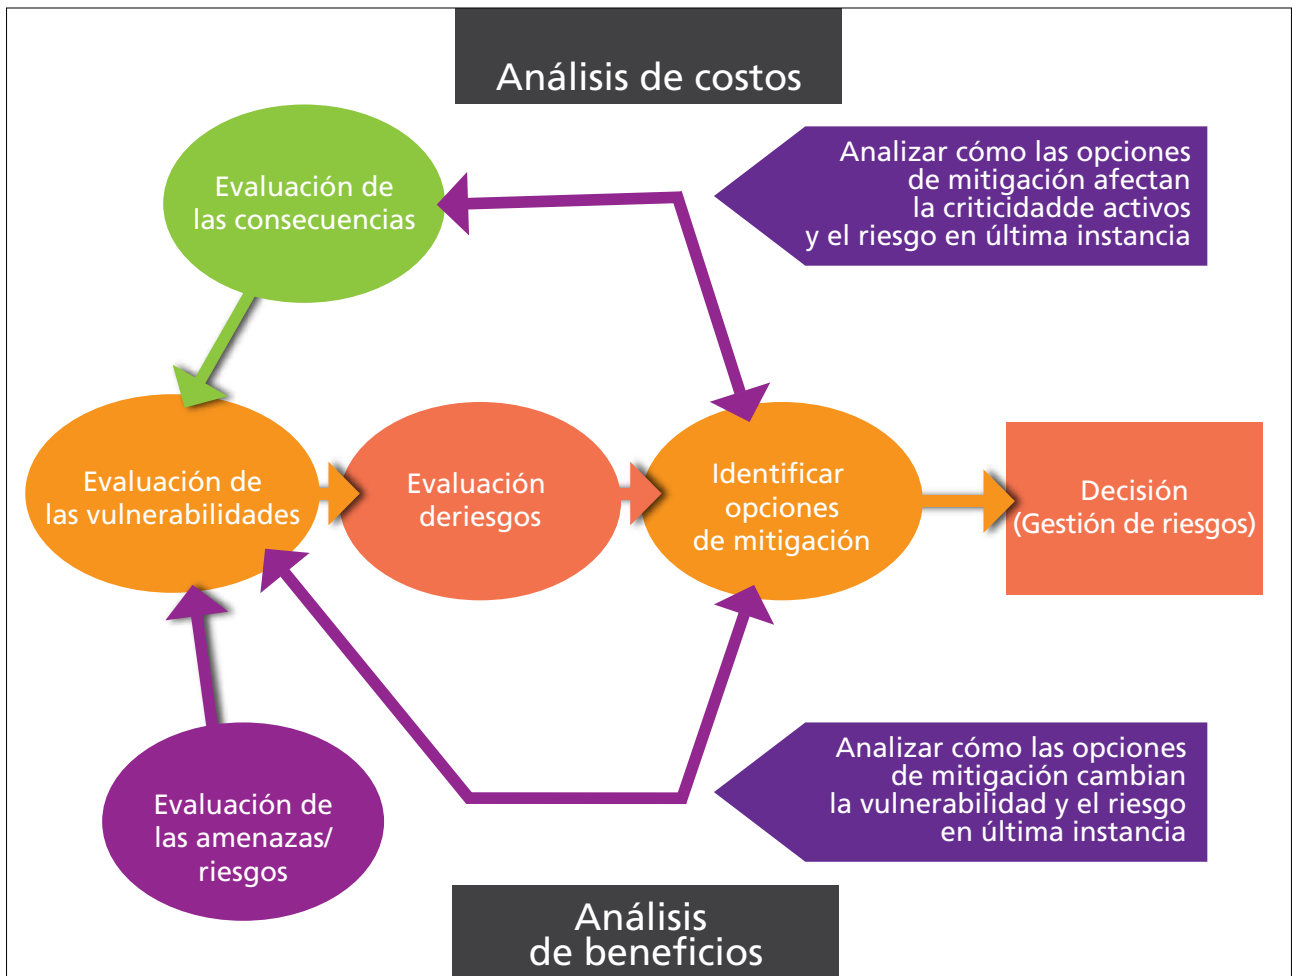 Análisis de costos
Evaluación de
las consecuencias
Analizar cómo las opciones
de mitigación afectan
la criticidadde activos
y el riesgo en última instancia
Evaluación de
las vulnerabilidades
Evaluación
deriesgos
Identificar
opciones
de mitigación
Decisión
(Gestión de riesgos)
Evaluación de
las amenazas/
riesgos
Analizar cómo las opciones
de mitigación cambian
la vulnerabilidad y el riesgo
en última instancia
Análisis
de beneficios